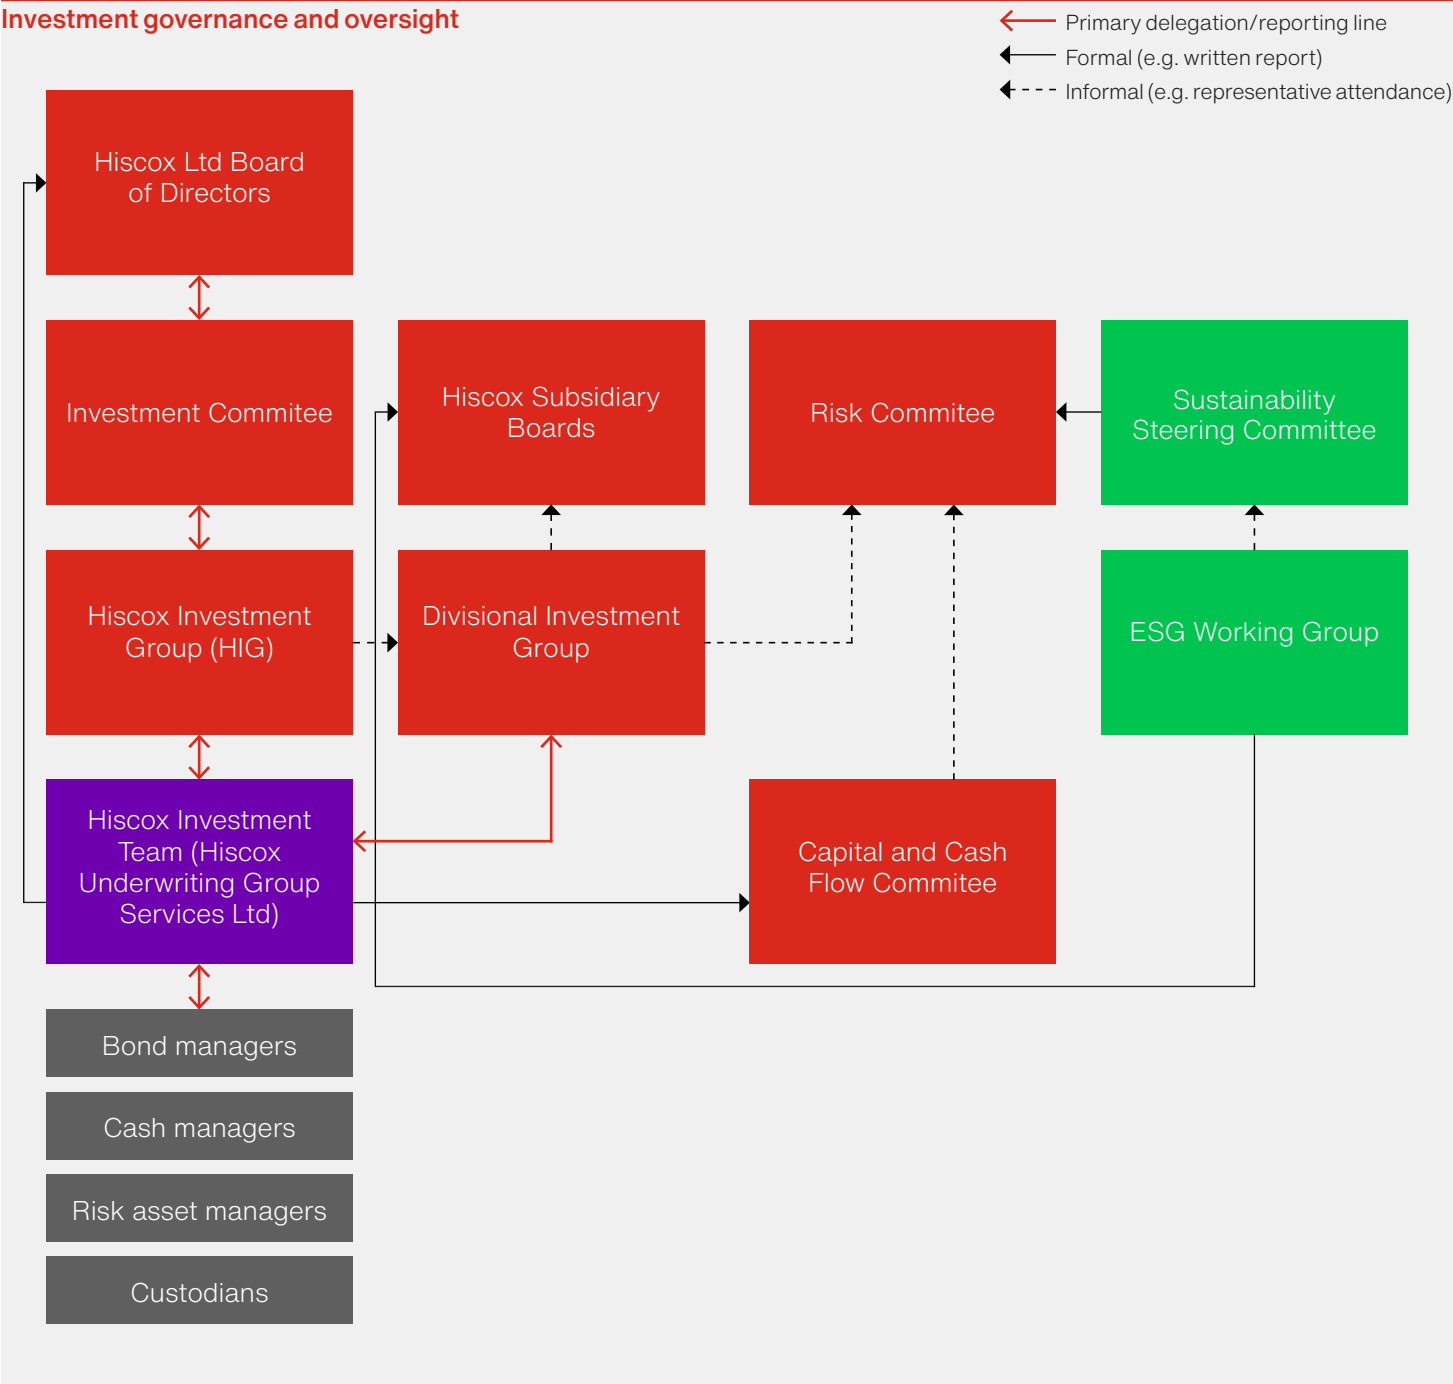 Investment governance and oversight
Primary delegation/reporting line
Formal (e.g. written report)
Informal (e.g. representative attendance)
Hiscox Ltd Board
of Directors
Investment Commitee
Hiscox Subsidiary
Boards
Risk Commitee
Sustainability
Steering Committee
Hiscox Investment
Group (HIG)
Divisional Investment
Group
ESG Working Group
Hiscox Investment
Team (Hiscox
Underwriting Group
Services Ltd)
Capital and Cash
Flow Commitee
Bond managers
Cash managers
Risk asset managers
Custodians